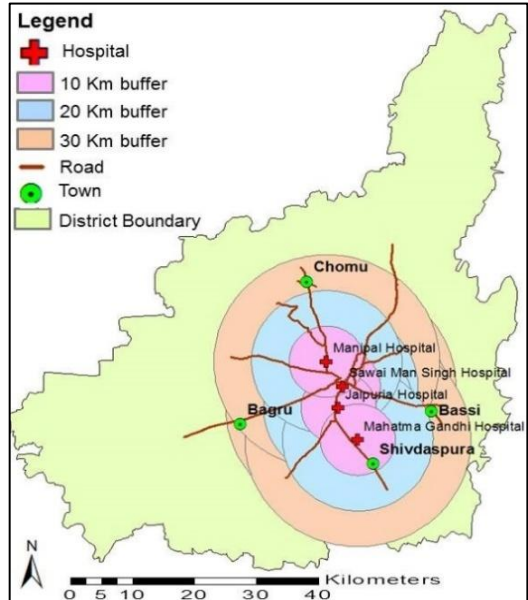 Legend
Hospital
10 Km buffer
20 Km buffer
30 Km buffer
Road
Town
District Boundary
Chomu
Manipal Hospital
Sawai Man Singh Hospital
Jaipuria Hospital
Bagru
Bassi
Mahatma Gandhi Hospital
Shivdaspura
N
Kilometers
0 5 10 20 30 40